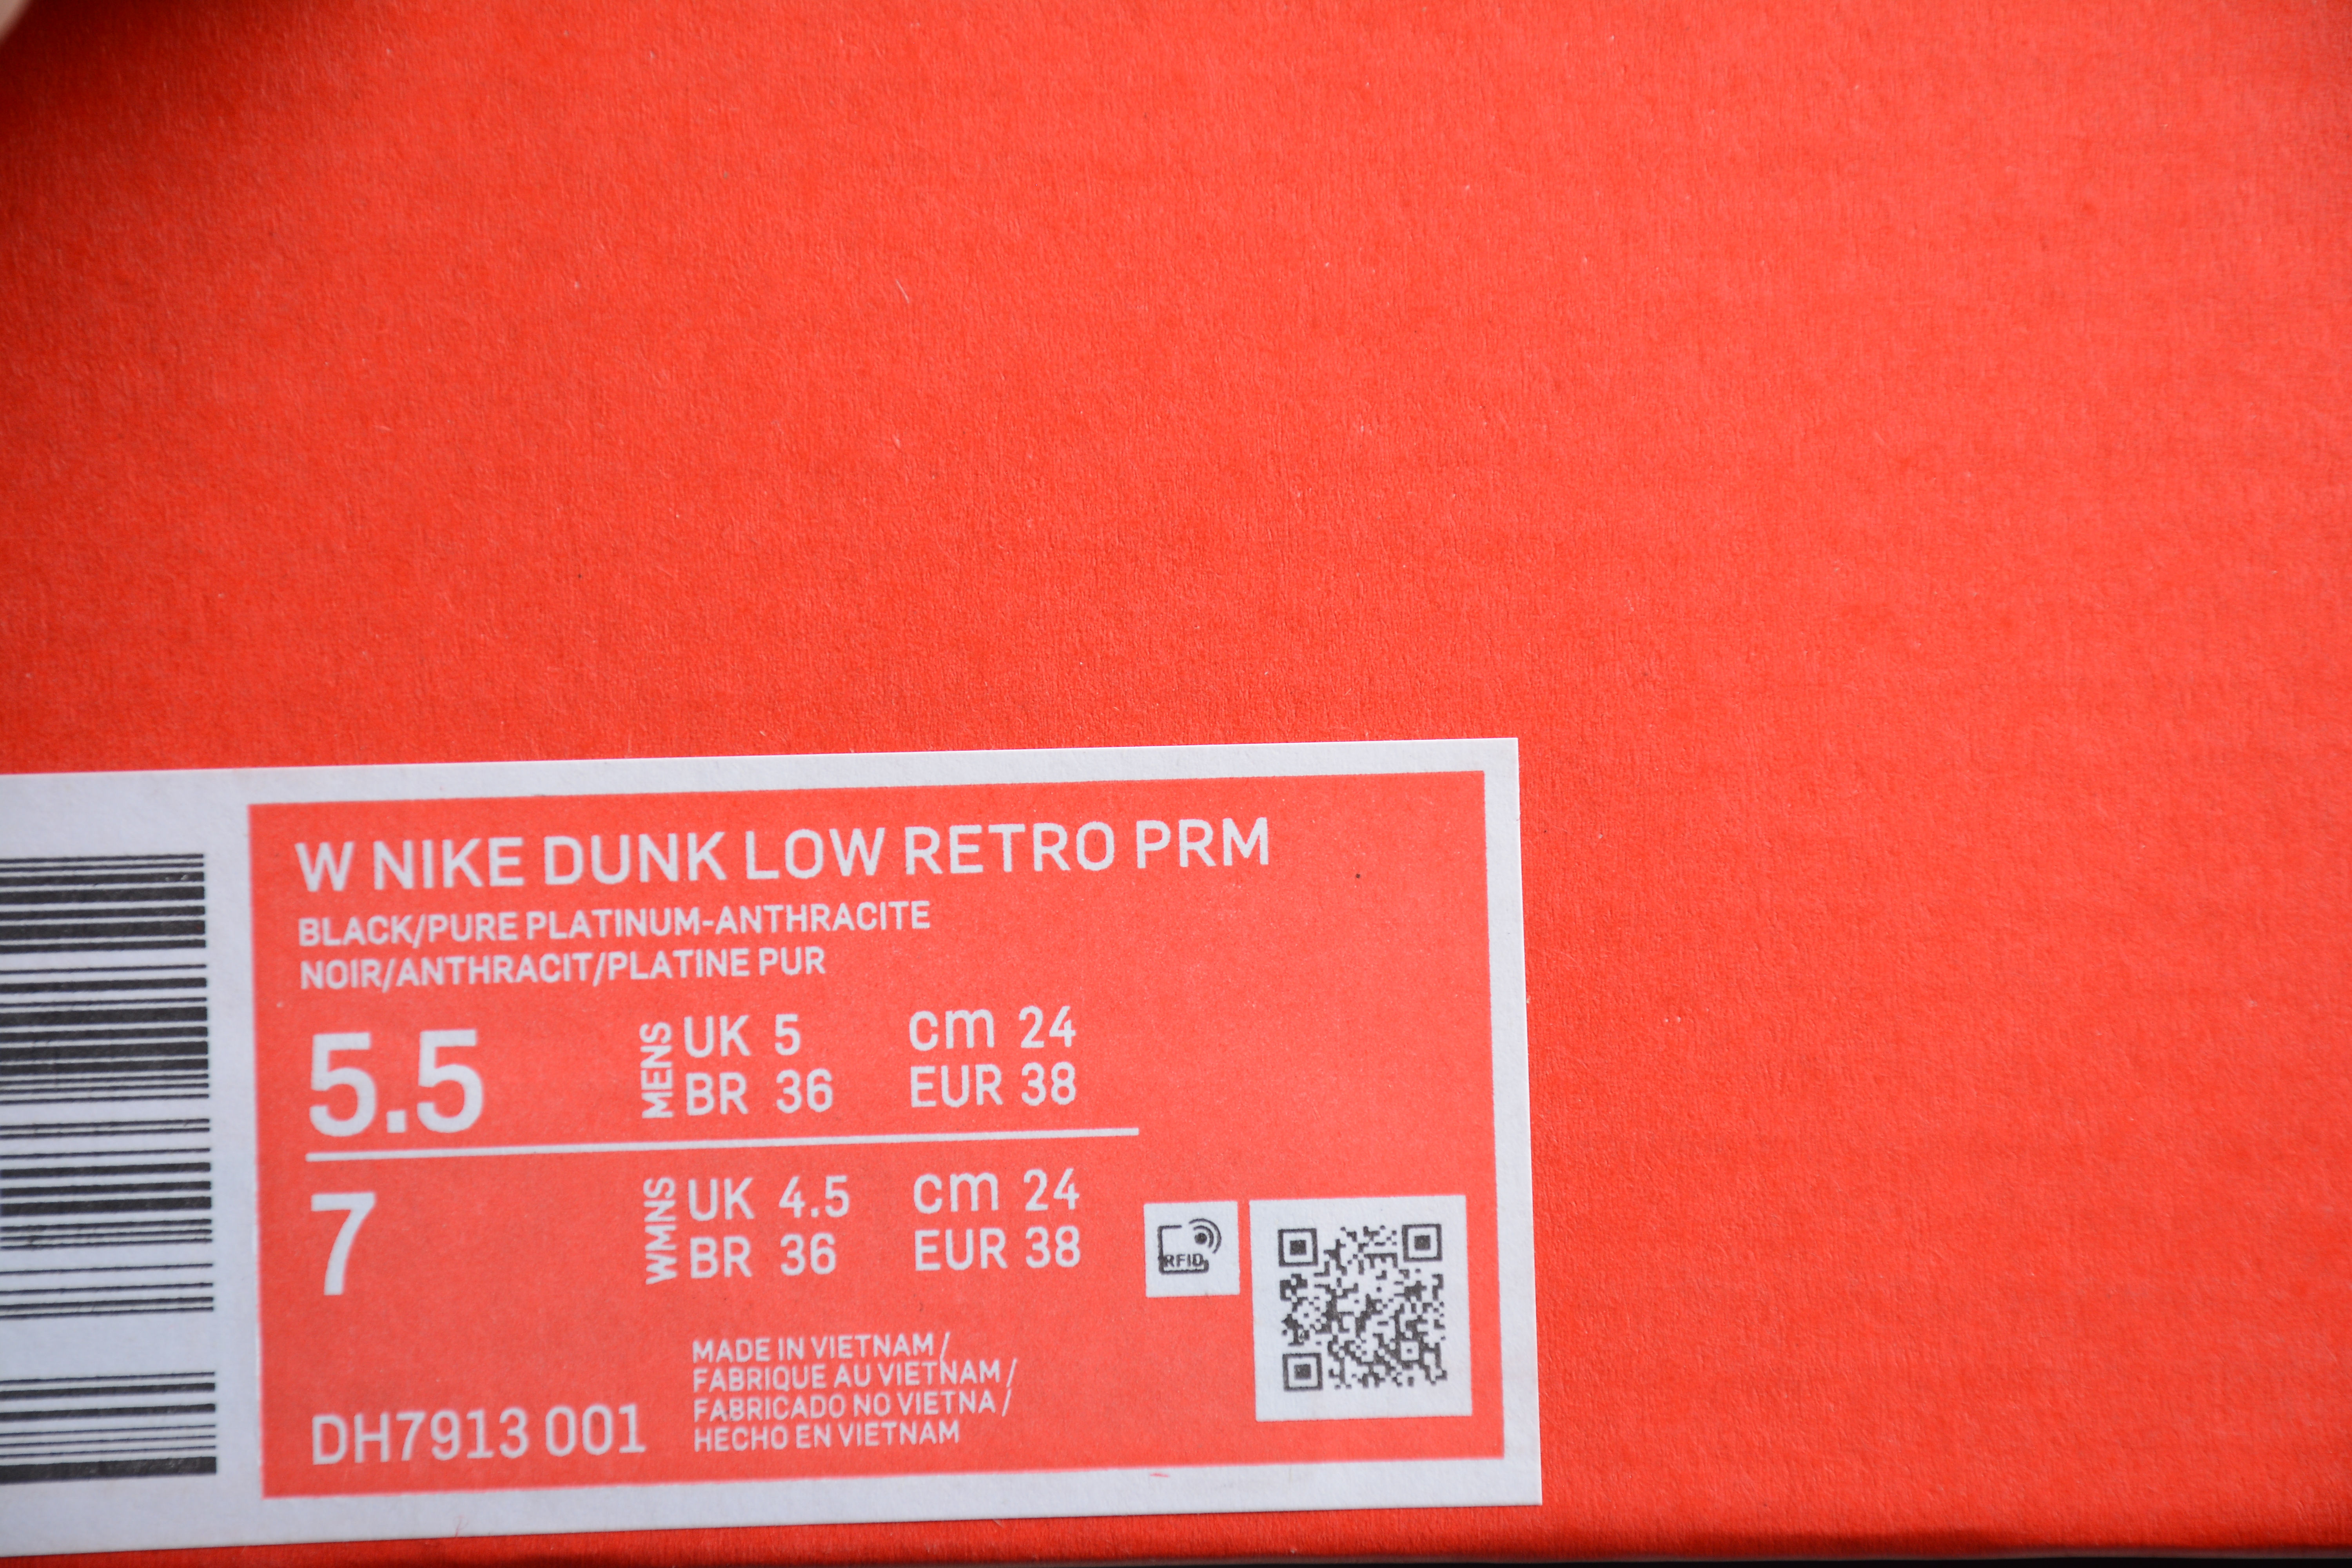 W NIKE DUNK LOW RETRO PRM
BLACK/PURE PLATINUM-ANTHRACITE
NOIR/ANTHRACIT/PLATINE PUR
5.5
MENS
UK 5 cm 24
BR 36 EUR 38
7
WMNS
UK 4.5 cm 24
BR 36 EUR 38
RFID
MADE IN VIETNAM /
FABRIQUE AU VIETNAM /
FABRICADO NO VIETNA /
HECHO EN VIETNAM
DH7913 001